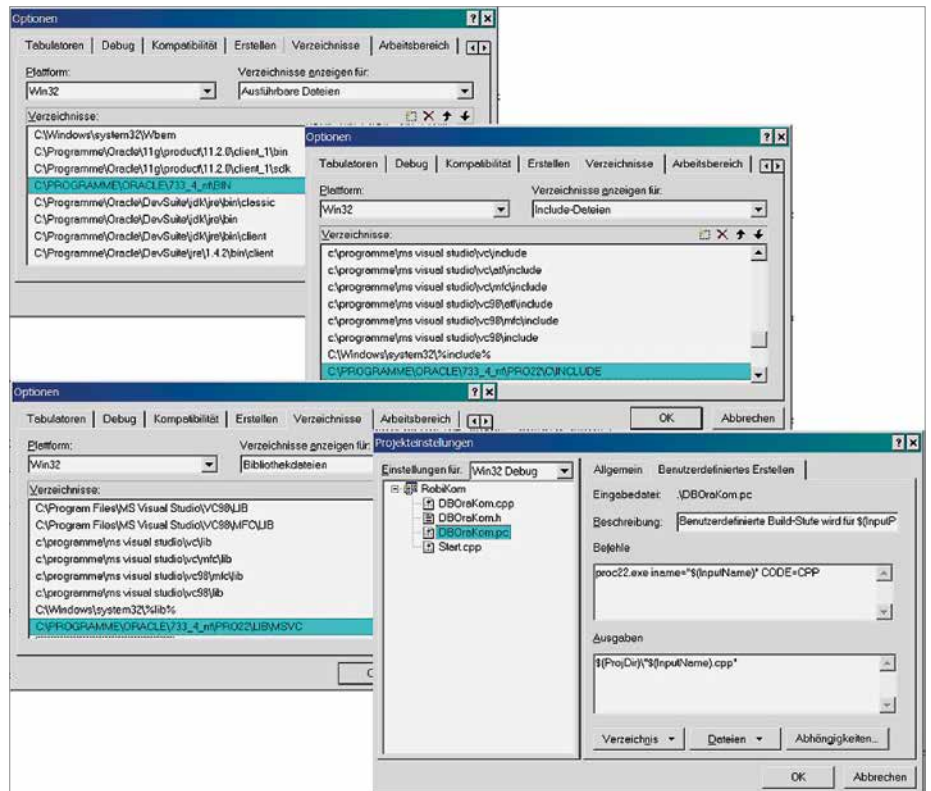 Optionen
Tabulatoren Debug Kompatibilität Erstellen Verzeichnisse Arbeitsbereich
Plattform:
Verzeichnisse anzeigen für:
Win32
Ausführbare Dateien
Verzeichnisse:
C:\Windows\system32\Wbem
C:\Programme\Oracle\11g\product\11.2.0\client_1\bin
C:\Programme\Oracle\11g\product\11.2.0\client_1\sdk
C:\PROGRAMME\ORACLE\733_4_nt\BIN
C:\Programme\Oracle\DevSuite\jdk\jre\bin\classic
C:\Programme\Oracle\DevSuite\jdk\jre\bin
C:\Programme\Oracle\DevSuite\jdk\jre\bin\client
C:\Programme\Oracle\DevSuite\jre\1.4.2\bin\client
Optionen
Tabulatoren Debug Kompatibilität Erstellen Verzeichnisse Arbeitsbereich
Plattform:
Verzeichnisse anzeigen für:
Win32
Include-Dateien
Verzeichnisse:
c:\programme\ms visual studio\vc\include
c:\programme\ms visual studio\vc\atl\include
c:\programme\ms visual studio\vc\mfc\include
c:\programme\ms visual studio\vc98\atl\include
c:\programme\ms visual studio\vc98\mfc\include
c:\programme\ms visual studio\vc98\include
C:\Windows\system32\%include%
C:\PROGRAMME\ORACLE\733_4_nt\PRO22\C\INCLUDE
OK Abbrechen
Optionen
Tabulatoren Debug Kompatibilität Erstellen Verzeichnisse Arbeitsbereich
Plattform:
Verzeichnisse anzeigen für:
Win32
Bibliothekdateien
Verzeichnisse:
C:\Program Files\MS Visual Studio\VC98\LIB
C:\Program Files\MS Visual Studio\VC98\MFC\LIB
c:\programme\ms visual studio\vc\lib
c:\programme\ms visual studio\vc\mfc\lib
c:\programme\ms visual studio\vc98\mfc\lib
c:\programme\ms visual studio\vc98\lib
C:\Windows\system32\%lib%
C:\PROGRAMME\ORACLE\733_4_nt\PRO22\LIB\MSVC
Projekteinstellungen
Einstellungen für: Win32 Debug
RobiKom
DBOraKom.cpp
DBOraKom.h
DBOraKom.pc
Start.cpp
Allgemein Benutzerdefiniertes Erstellen
Eingabedatei: .\DBOraKom.pc
Beschreibung: Benutzerdefinierte Build-Stufe wird für $(InputP
Befehle
proc22.exe iname="$(InputName)" CODE=CPP
Ausgaben
$(ProjDir)\"$(InputName).cpp"
Verzeichnis Dateien Abhängigkeiten...
OK Abbrechen